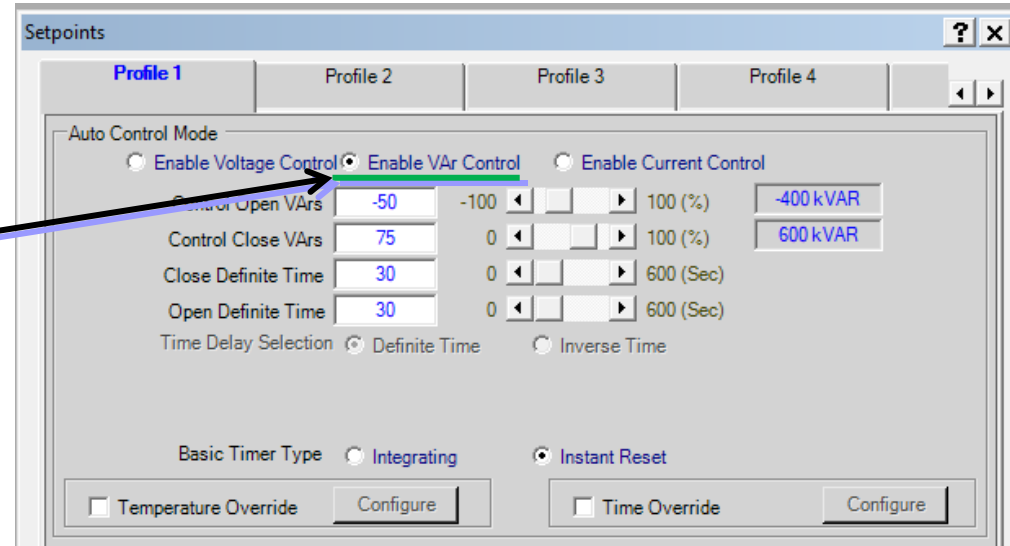 Setpoints
Profile 1 Profile 2 Profile 3 Profile 4
Auto Control Mode
Enable Voltage Control Enable VAr Control Enable Current Control
Control Open VArs -50 -100 100 (%) -400 kVAR
Control Close VArs 75 0 100 (%) 600 kVAR
Close Definite Time 30 0 600 (Sec)
Open Definite Time 30 0 600 (Sec)
Time Delay Selection Definite Time Inverse Time
Basic Timer Type Integrating Instant Reset
Temperature Override Configure Time Override Configure